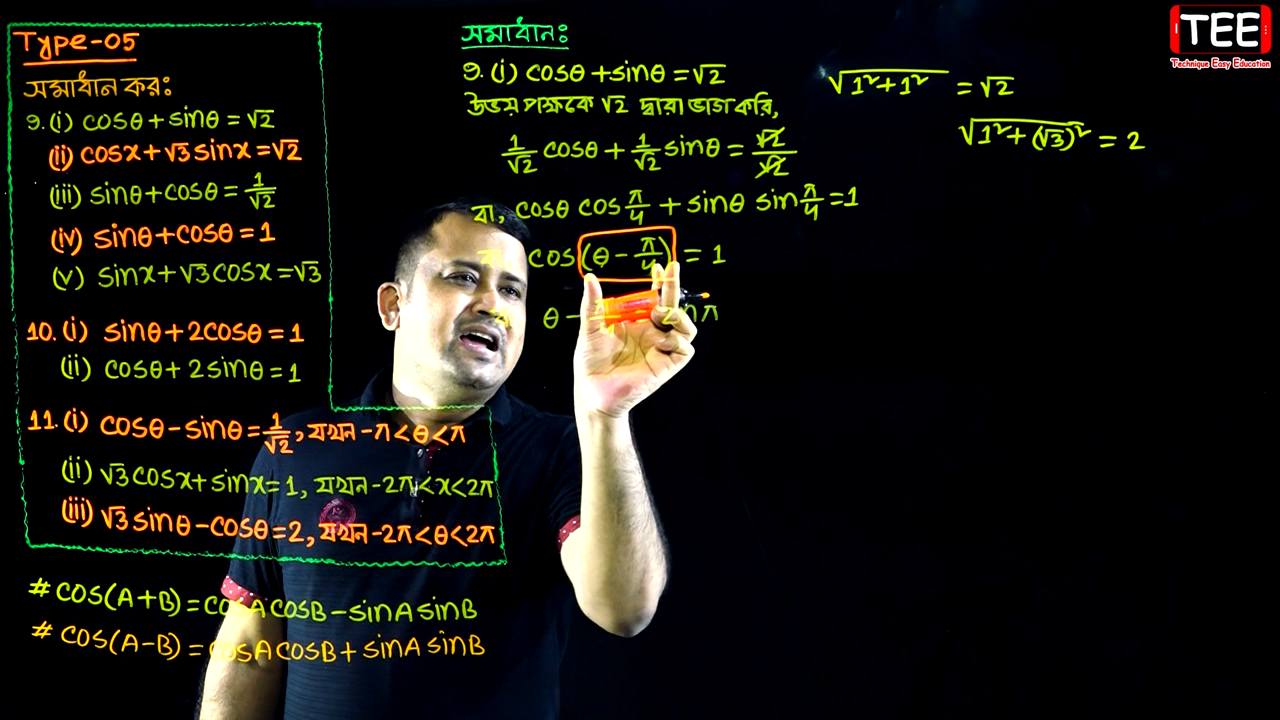 Type-05
সমাধান কর:
9. (i) cosθ + sinθ = √2
(ii) cosx + √3 sinx = √2
(iii) sinθ + cosθ = 1/√2
(iv) sinθ + cosθ = 1
(v) sinx + √3 cosx = √3
10. (i) sinθ + 2cosθ = 1
(ii) cosθ + 2sinθ = 1
11. (i) cosθ - sinθ = 1/√2, যখন -π < θ < π
(ii) √3 cosx + sinx = 1, যখন -2π < x < 2π
(iii) √3 sinθ - cosθ = 2, যখন -2π < θ < 2π
# cos(A+B) = cosA cosB - sinA sinB
# cos(A-B) = cosA cosB + sinA sinB
সমাধান:
9. (i) cosθ + sinθ = √2
উভয় পক্ষকে √2 দ্বারা ভাগ করি,
1/√2 cosθ + 1/√2 sinθ = √2/√2
বা, cosθ cos π/4 + sinθ sin π/4 = 1
cos(θ - π/4) = 1
θ - 2nπ
√1² + 1² = √2
√1² + (√3)² = 2
TEE
Technique Easy Education